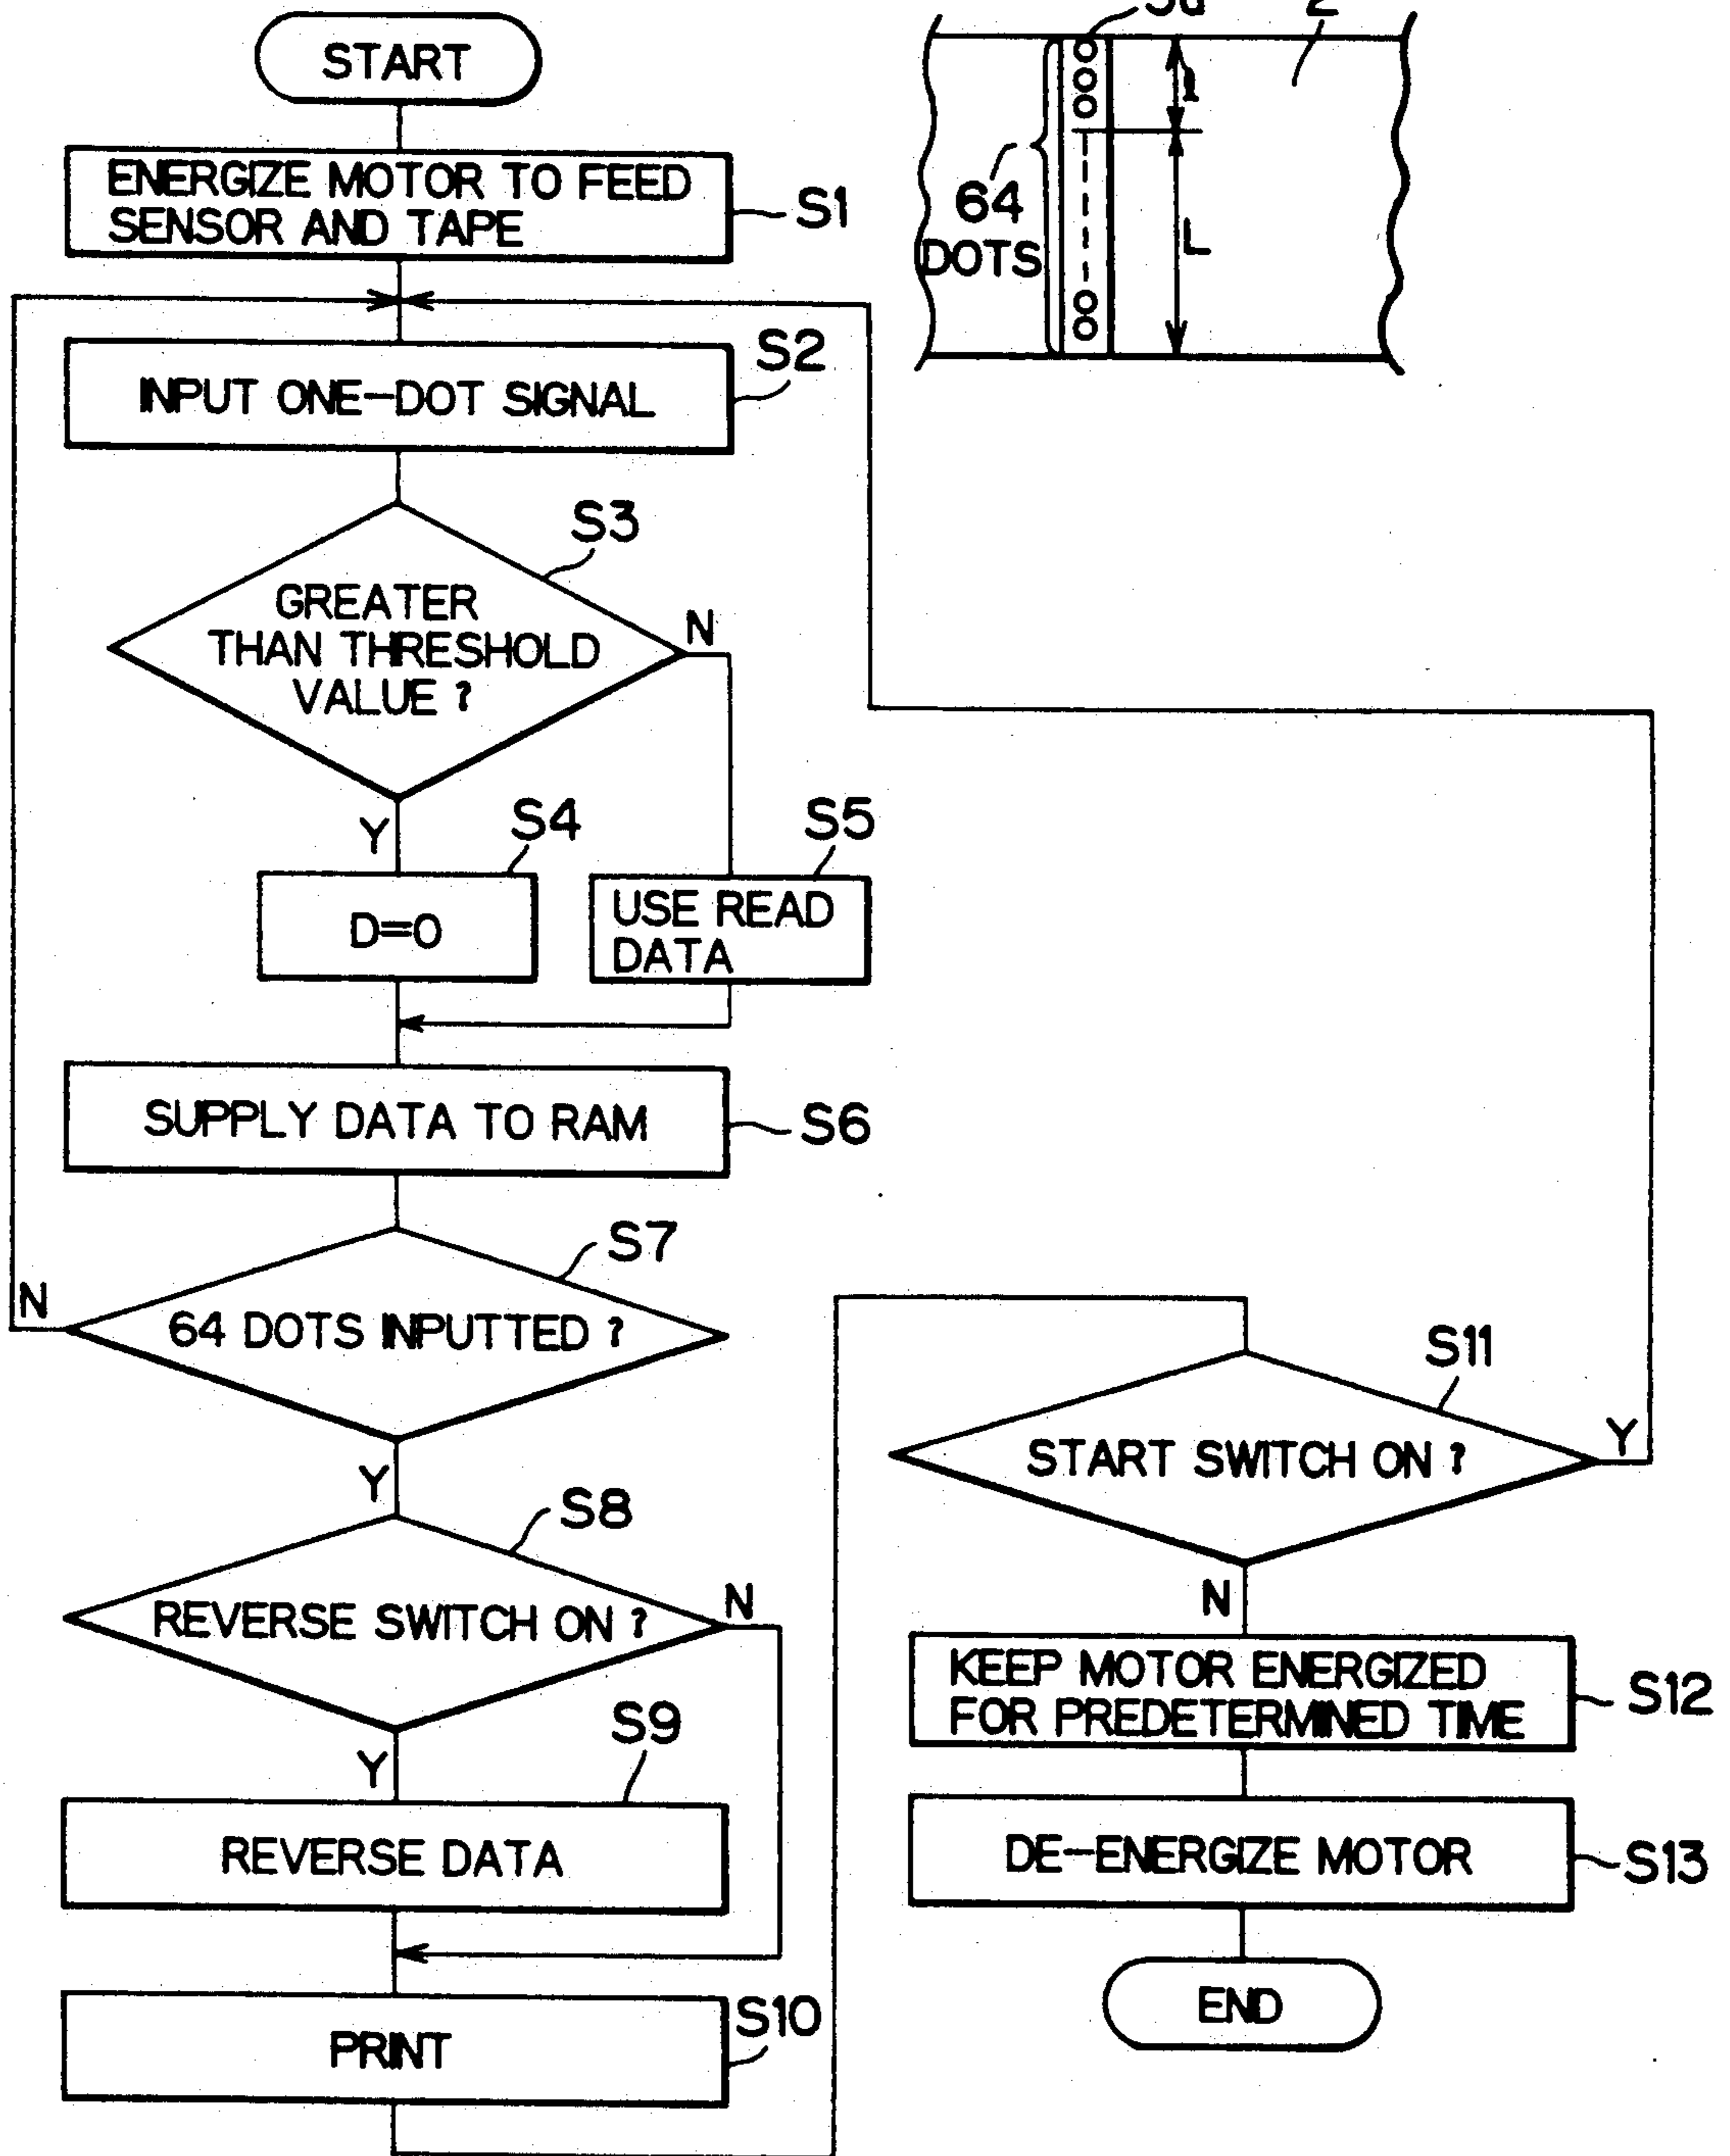 START
ENERGIZE MOTOR TO FEED
SENSOR AND TAPE
S1
INPUT ONE-DOT SIGNAL
S2
GREATER
THAN THRESHOLD
VALUE ?
S3
N
Y
D=0
S4
USE READ
DATA
S5
SUPPLY DATA TO RAM
S6
64 DOTS INPUTTED ?
S7
N
Y
REVERSE SWITCH ON ?
S8
N
Y
REVERSE DATA
S9
PRINT
S10
2
64
DOTS
L
START SWITCH ON ?
S11
Y
N
KEEP MOTOR ENERGIZED
FOR PREDETERMINED TIME
S12
DE-ENERGIZE MOTOR
S13
END